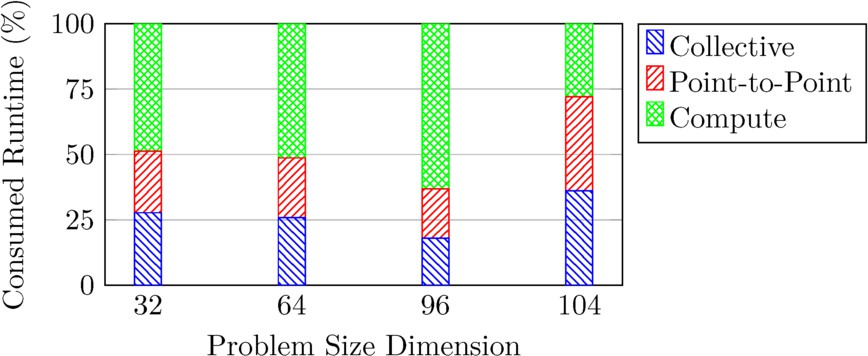 Consumed Runtime (%)
100
75
50
25
0
32 64 96 104
Problem Size Dimension
Collective
Point-to-Point
Compute